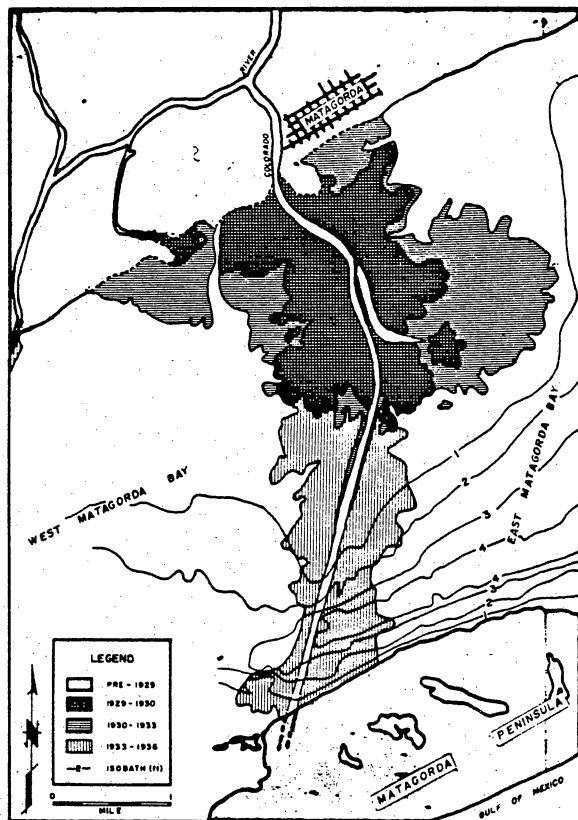 RIVER
COLORADO
MATAGORDA
WEST MATAGORDA BAY
EAST MATAGORDA BAY
1
2
3
4
4
3
2
1
LEGEND
PRE - 1929
1929 - 1930
1930 - 1933
1933 - 1936
-2- ISOBATH (ft)
0 1
MILE
MATAGORDA
PENINSULA
GULF OF MEXICO